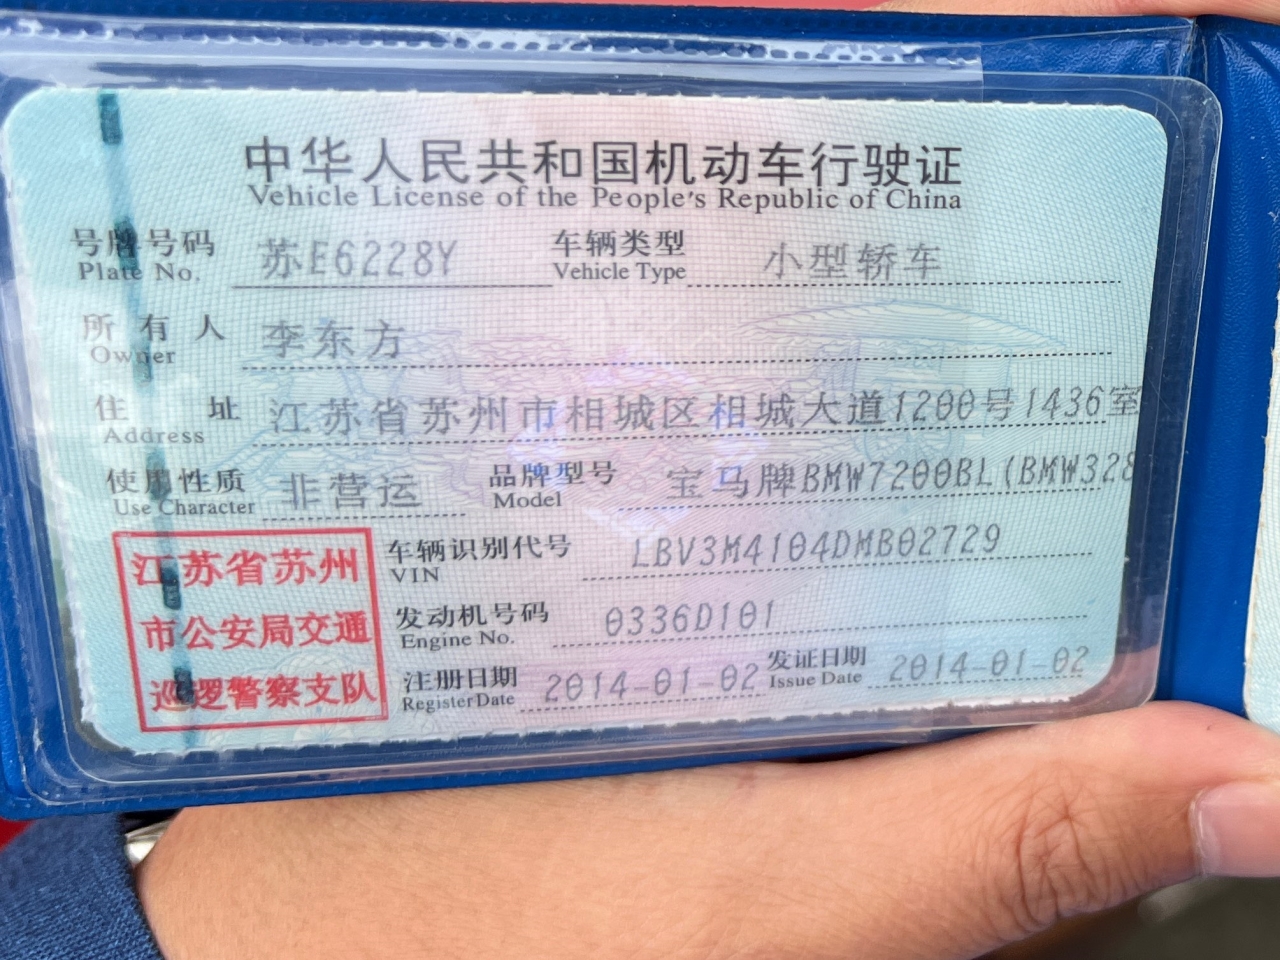 中华人民共和国机动车行驶证
Vehicle License of the People's Republic of China
号牌号码 苏E6228Y 车辆类型 小型轿车
Plate No. Vehicle Type
所有人 李东方
Owner
住址 江苏省苏州市相城区相城大道1200号1436室
Address
使用性质 非营运 品牌型号 宝马牌BMW7200BL(BMW328
Use Character Model
江苏省苏州
市公安局交通
巡逻警察支队
车辆识别代号 LBV3M4104DMB02729
VIN
发动机号码 0336D101
Engine No.
注册日期 2014-01-02 发证日期 2014-01-02
Register Date Issue Date